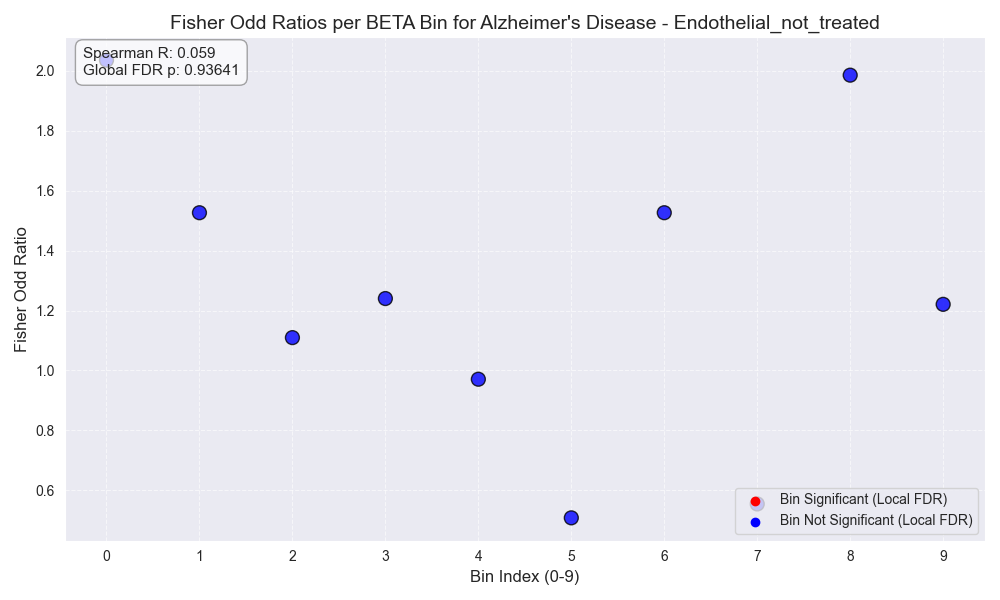 Fisher Odd Ratios per BETA Bin for Alzheimer's Disease - Endothelial_not_treated
Spearman R: 0.059
Global FDR p: 0.93641
2.0
1.8
1.6
1.4
1.2
1.0
0.8
0.6
Fisher Odd Ratio
Bin Significant (Local FDR)
Bin Not Significant (Local FDR)
0 1 2 3 4 5 6 7 8 9
Bin Index (0-9)